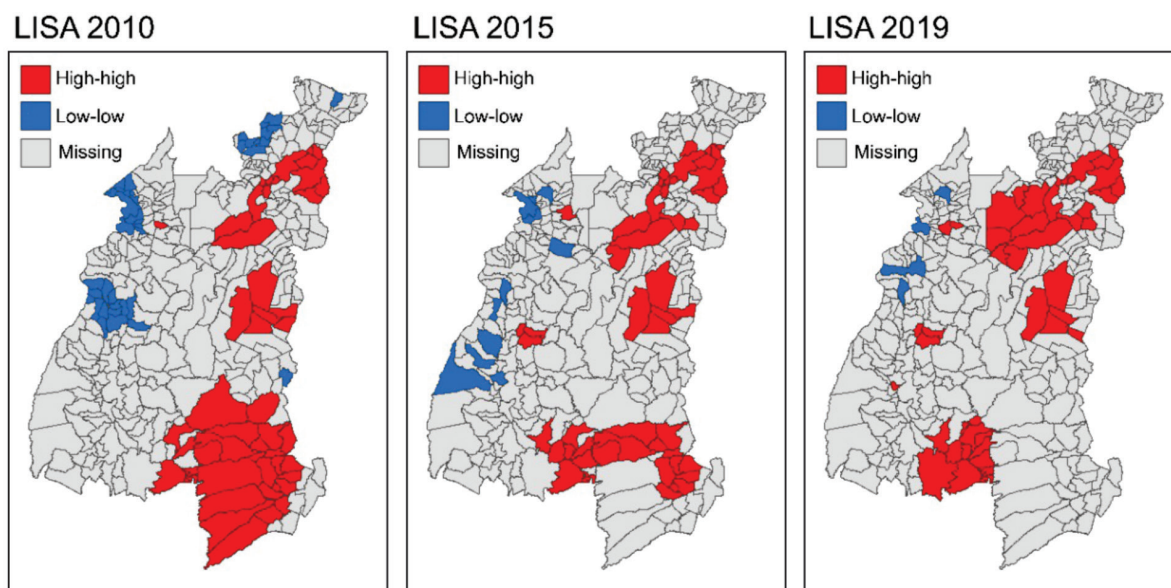 LISA 2010
High-high
Low-low
Missing
LISA 2015
High-high
Low-low
Missing
LISA 2019
High-high
Low-low
Missing